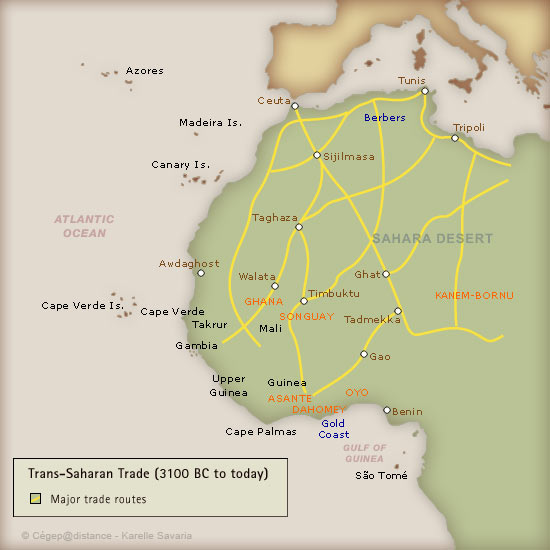 Azores
Tunis
Ceuta
Berbers
Madeira Is.
Tripoli
Sijilmasa
Canary Is.
Taghaza
ATLANTIC
OCEAN
SAHARA DESERT
Awdaghost
Walata
Ghat
Timbuktu
KANEM-BORNU
GHANA
Cape Verde Is.
Cape Verde
SONGUAY
Tadmekka
Takrur
Mali
Gambia
Gao
Upper
Guinea
Guinea
ASANTE
OYO
DAHOMEY
Benin
Gold
Coast
Cape Palmas
GULF OF
GUINEA
São Tomé
Trans-Saharan Trade (3100 BC to today)
Major trade routes
© Cégep@distance - Karelle Savaria